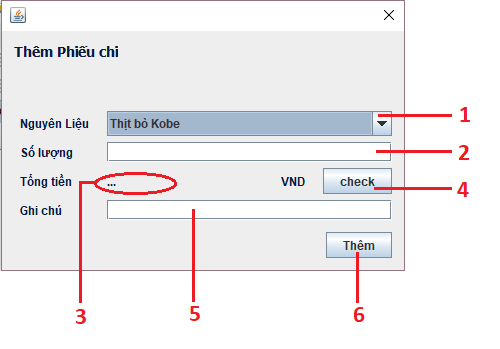 Thêm Phiếu chi
Nguyên Liệu Thịt bò Kobe 1
Số lượng 2
Tổng tiền ... VND check 4
Ghi chú
Thêm
3 5 6